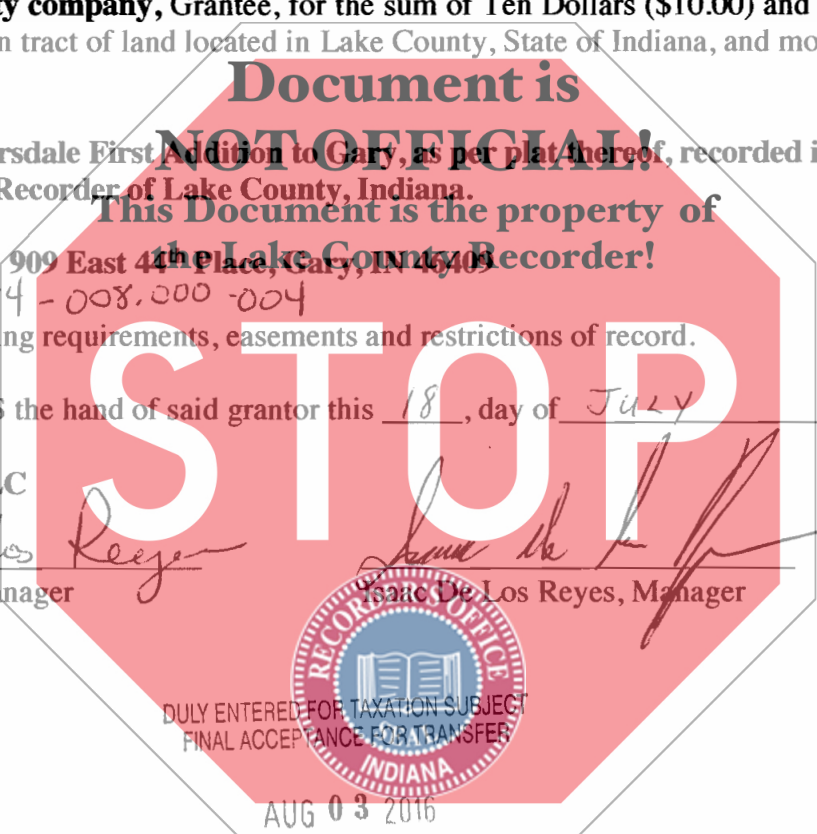 ty company, Grantee, for the sum of Ten Dollars ($10.00) and
n tract of land located in Lake County, State of Indiana, and mo
Document is
NOT OFFICIAL!
rsdale First Addition to Gary, as per plat thereof, recorded i
Recorder of Lake County, Indiana.
This Document is the property of
the Lake County Recorder!
909 East 44th Place, Gary, IN 46409
4 - 008.000 -004
ng requirements, easements and restrictions of record.
STOP
the hand of said grantor this 18, day of JULY
LC
os Reyes
nager
Isaac De Los Reyes, Manager
RECORDER'S OFFICE
SEAL
INDIANA
DULY ENTERED FOR TAXATION SUBJECT
FINAL ACCEPTANCE FOR TRANSFER
AUG 03 2016